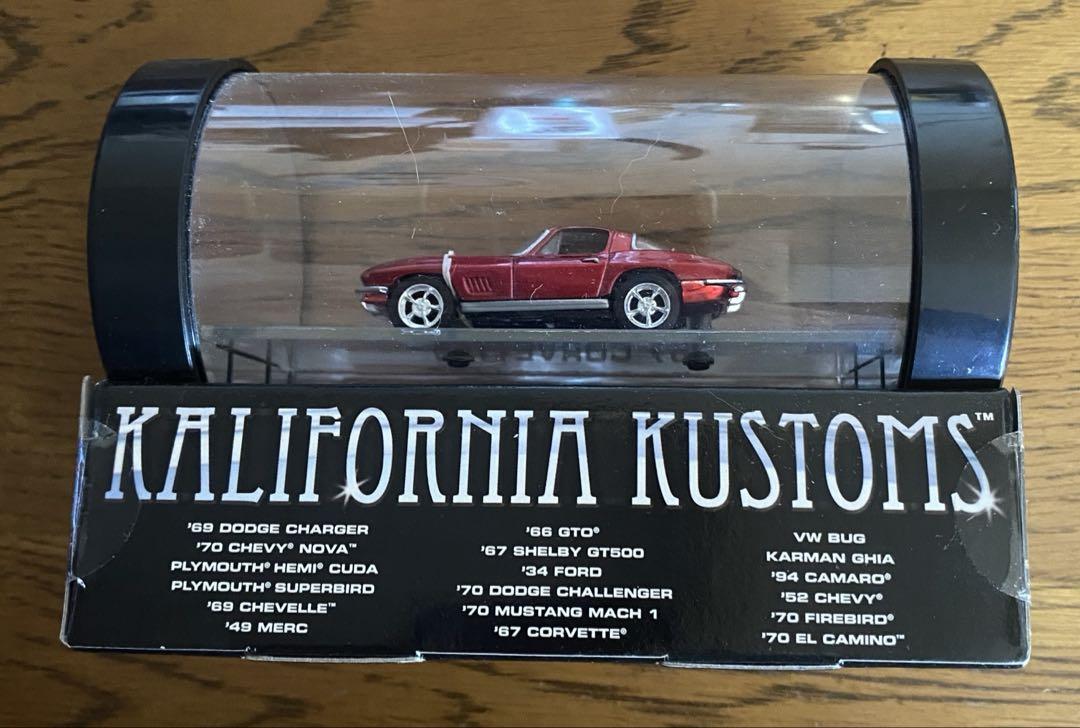 KALIFORNIA KUSTOMS™
'69 DODGE CHARGER
'70 CHEVY® NOVA™
PLYMOUTH® HEMI® CUDA
PLYMOUTH® SUPERBIRD
'69 CHEVELLE™
'49 MERC
'66 GTO®
'67 SHELBY GT500
'34 FORD
'70 DODGE CHALLENGER
'70 MUSTANG MACH 1
'67 CORVETTE®
VW BUG
KARMAN GHIA
'94 CAMARO®
'52 CHEVY®
'70 FIREBIRD®
'70 EL CAMINO™